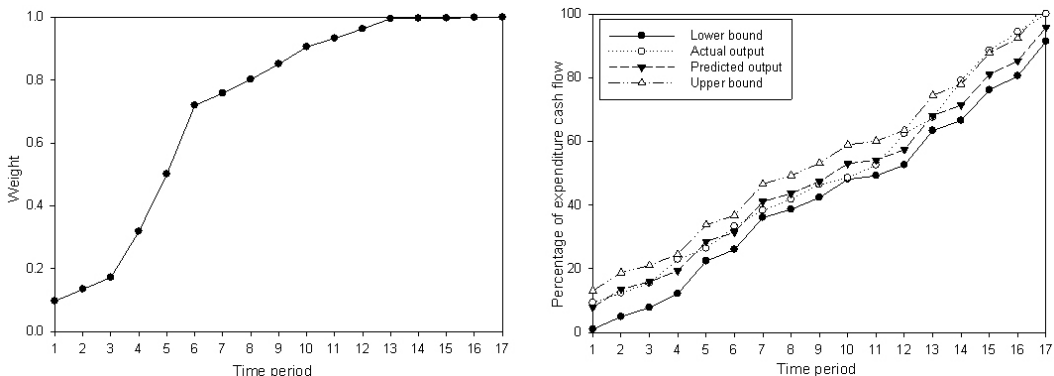 1.0
0.8
0.6
0.4
0.2
0.0
Weight
1 2 3 4 5 6 7 8 9 10 11 12 13 14 15 16 17
Time period
100
80
60
40
20
0
Percentage of expenditure cash flow
Lower bound
Actual output
Predicted output
Upper bound
1 2 3 4 5 6 7 8 9 10 11 12 13 14 15 16 17
Time period